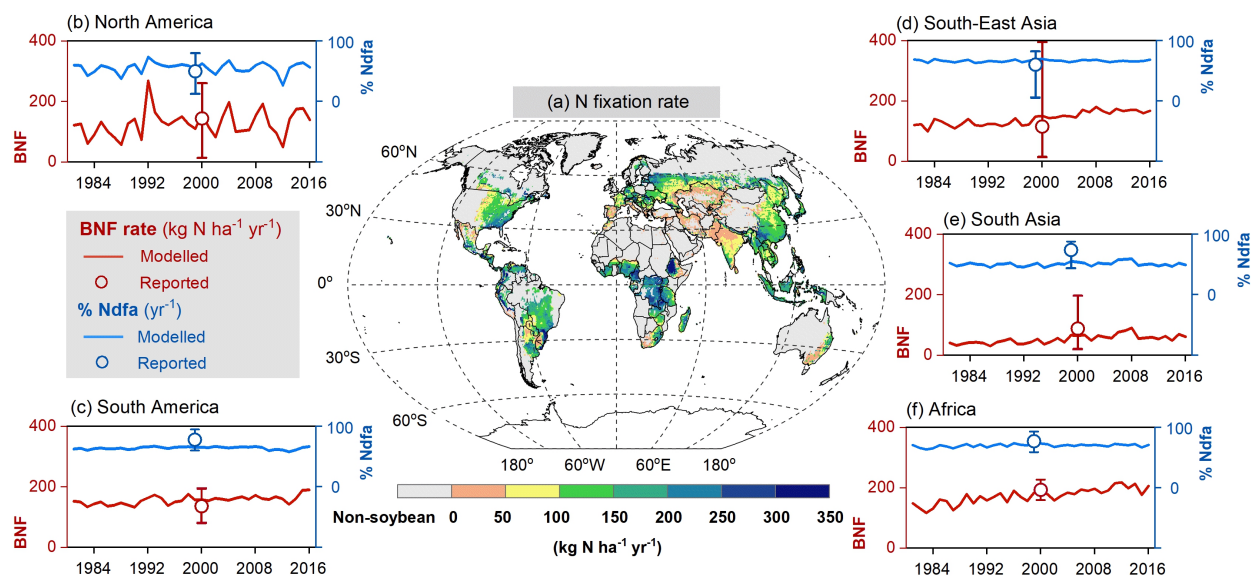 (b) North America
400
200
0
BNF
100
0
% Ndfa
1984 1992 2000 2008 2016
BNF rate (kg N ha⁻¹ yr⁻¹)
Modelled
Reported
% Ndfa (yr⁻¹)
Modelled
Reported
(c) South America
400
200
0
BNF
100
0
% Ndfa
1984 1992 2000 2008 2016
(a) N fixation rate
60°N
30°N
0°
30°S
60°S
180° 60°W 60°E 180°
Non-soybean 0 50 100 150 200 250 300 350
(kg N ha⁻¹ yr⁻¹)
(d) South-East Asia
400
200
0
BNF
100
0
% Ndfa
1984 1992 2000 2008 2016
(e) South Asia
400
200
0
BNF
100
0
% Ndfa
1984 1992 2000 2008 2016
(f) Africa
400
200
0
BNF
100
0
% Ndfa
1984 1992 2000 2008 2016